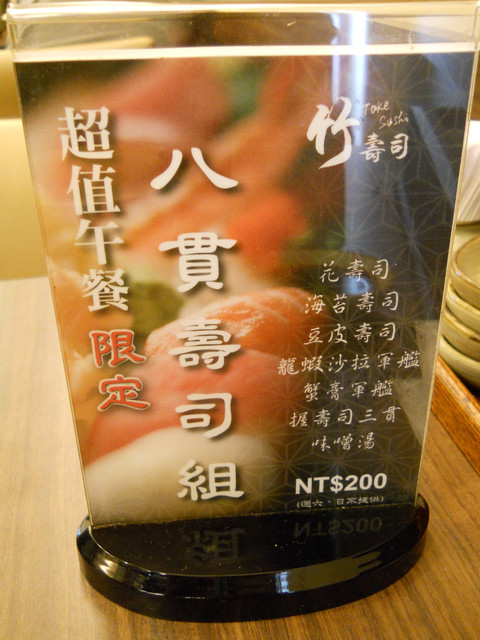 超值午餐限定
八貫壽司組
竹壽司
Take Sushi
花壽司
海苔壽司
豆皮壽司
龍蝦沙拉軍艦
蟹膏軍艦
握壽司三貫
味噌湯
NT$200
(週六、日不提供)